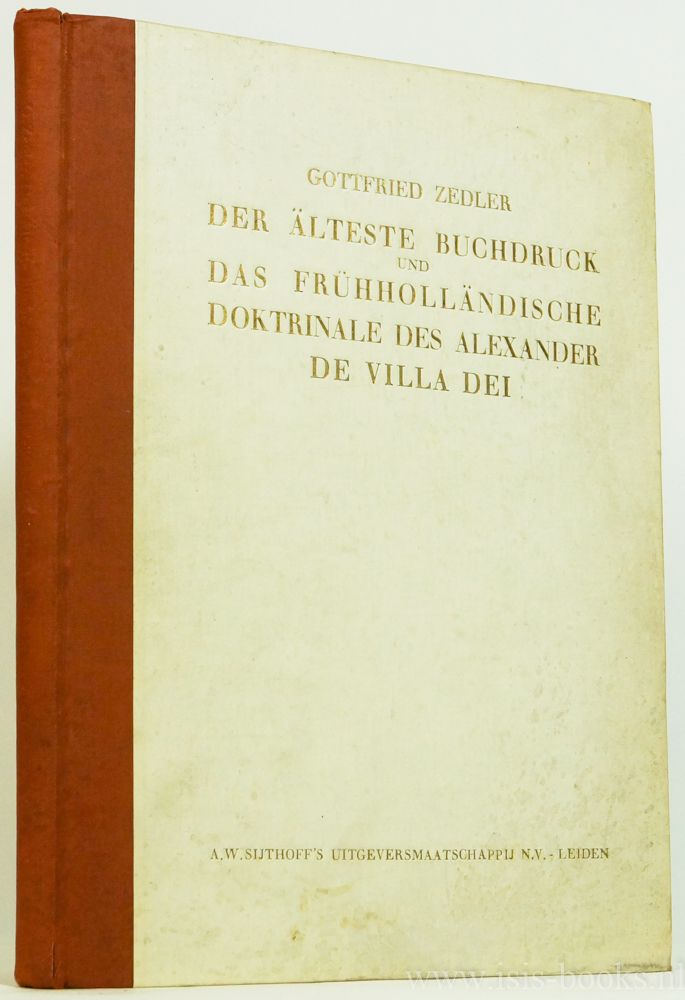 GOTTFRIED ZEDLER
DER ÄLTESTE BUCHDRUCK
UND
DAS FRÜHHOLLÄNDISCHE
DOKTRINALE DES ALEXANDER
DE VILLA DEI
A.W. SIJTHOFF'S UITGEVERSMAATSCHAPPIJ N.V. - LEIDEN
www.isis-books.nl